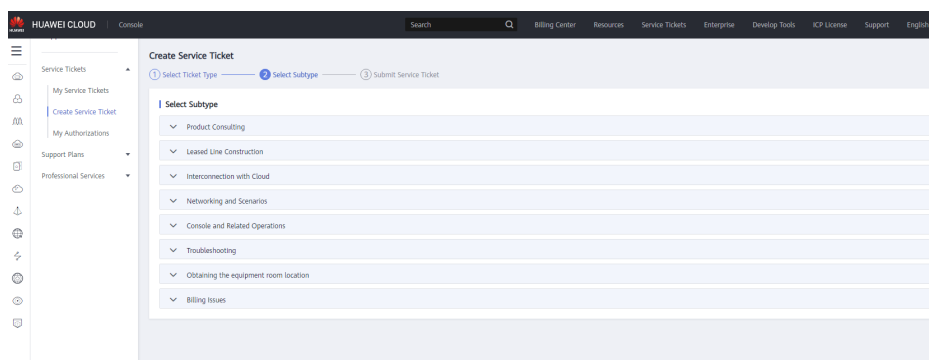 HUAWEI
HUAWEI CLOUD
Console
Search
Billing Center
Resources
Service Tickets
Enterprise
Develop Tools
ICP License
Support
English
Service Tickets
My Service Tickets
Create Service Ticket
My Authorizations
Support Plans
Professional Services
Create Service Ticket
1 Select Ticket Type
2 Select Subtype
3 Submit Service Ticket
Select Subtype
Product Consulting
Leased Line Construction
Interconnection with Cloud
Networking and Scenarios
Console and Related Operations
Troubleshooting
Obtaining the equipment room location
Billing Issues